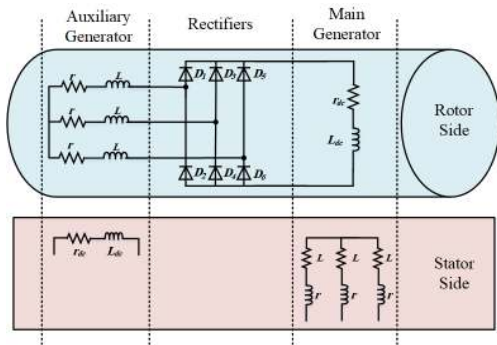 Auxiliary
Generator
Rectifiers
Main
Generator
r
L
r
L
r
L
D1
D3
D5
D2
D4
D6
rdc
Ldc
Rotor
Side
rdc
Ldc
L
L
L
r
r
r
Stator
Side